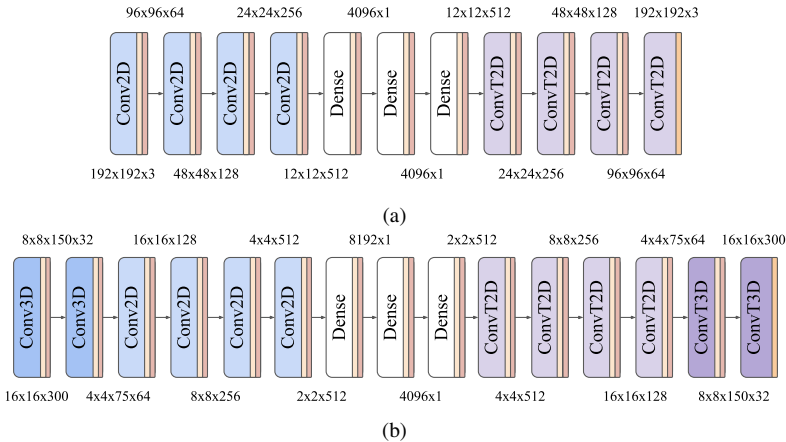 96x96x64 24x24x256 4096x1 12x12x512 48x48x128 192x192x3
Conv2D Conv2D Conv2D Conv2D Dense Dense Dense ConvT2D ConvT2D ConvT2D ConvT2D
192x192x3 48x48x128 12x12x512 4096x1 24x24x256 96x96x64
(a)
8x8x150x32 16x16x128 4x4x512 8192x1 2x2x512 8x8x256 4x4x75x64 16x16x300
Conv3D Conv3D Conv2D Conv2D Conv2D Conv2D Dense Dense Dense ConvT2D ConvT2D ConvT2D ConvT2D ConvT3D ConvT3D
16x16x300 4x4x75x64 8x8x256 2x2x512 4096x1 4x4x512 16x16x128 8x8x150x32
(b)